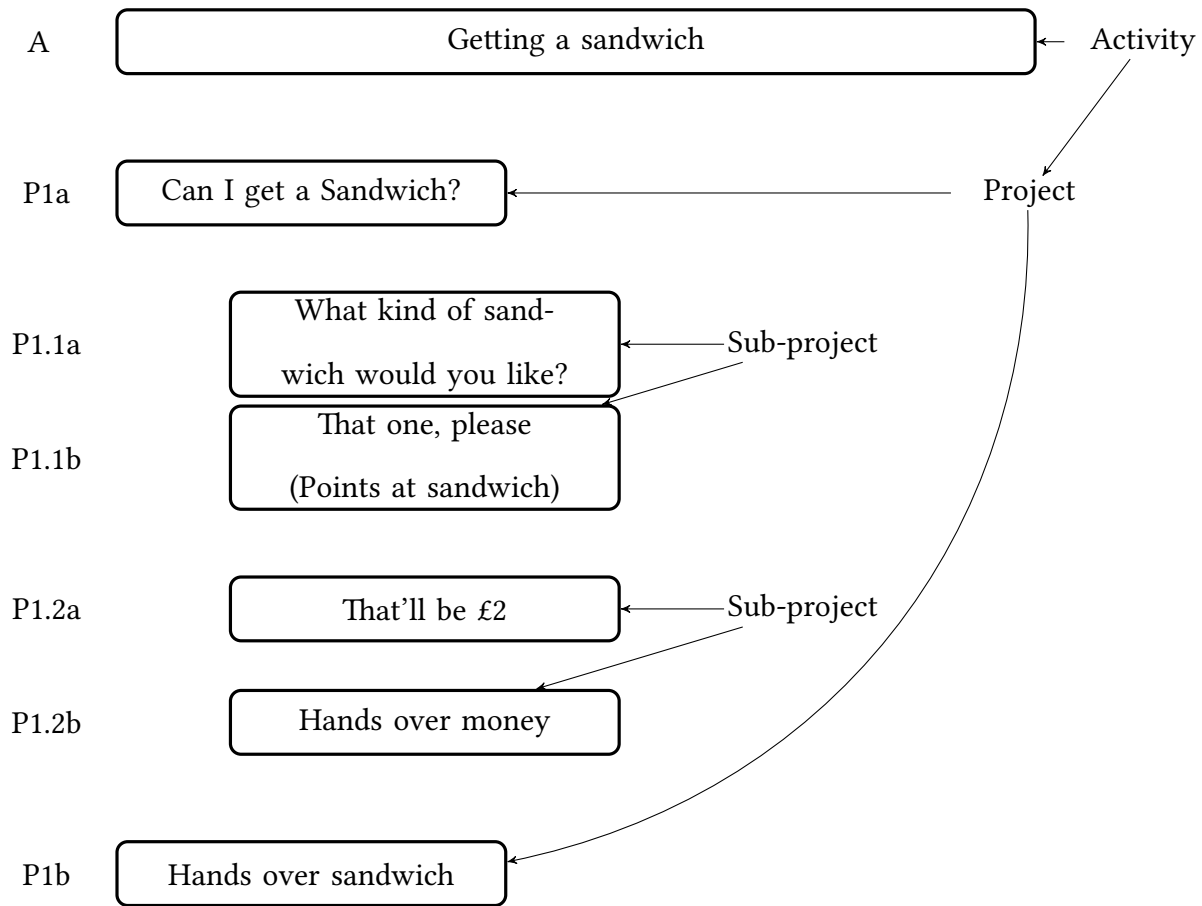 A
Getting a sandwich
Activity
P1a
Can I get a Sandwich?
Project
P1.1a
What kind of sand-
wich would you like?
Sub-project
P1.1b
That one, please
(Points at sandwich)
P1.2a
That'll be £2
Sub-project
P1.2b
Hands over money
P1b
Hands over sandwich